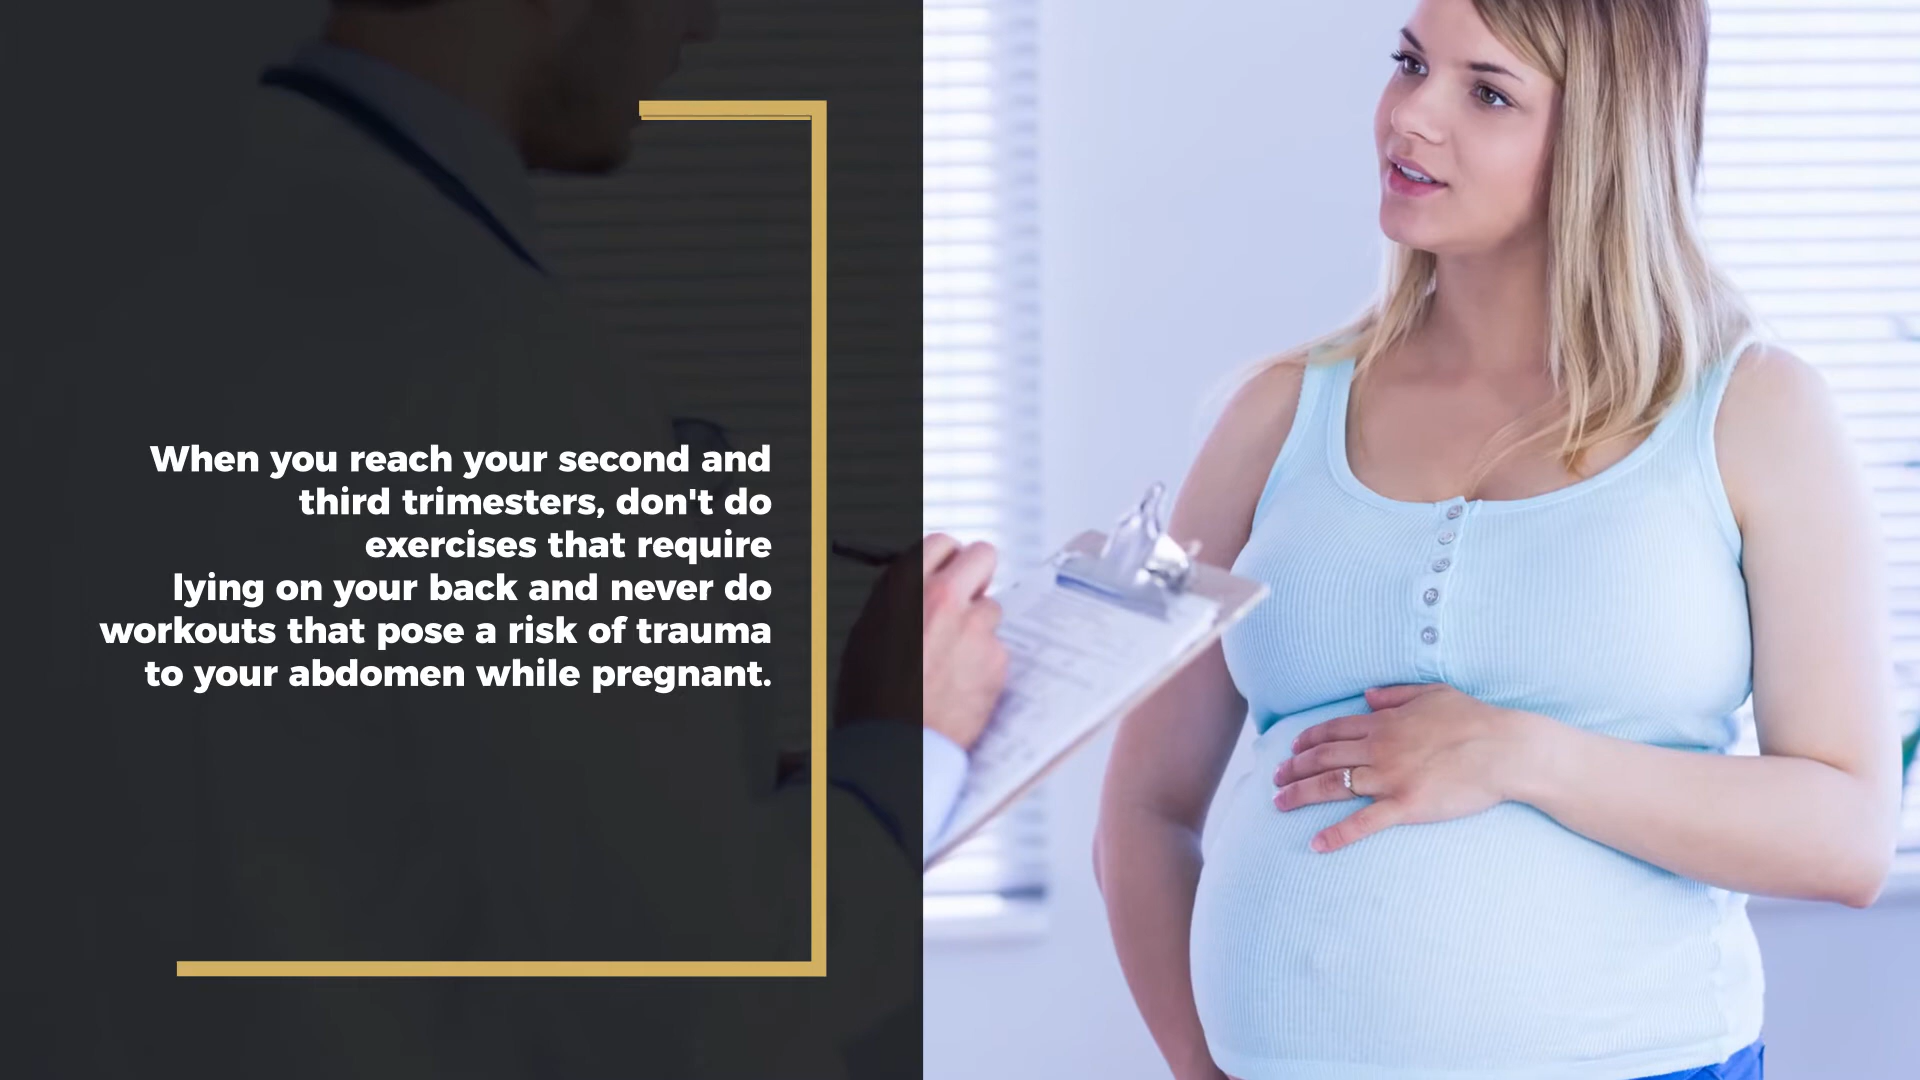 When you reach your second and
third trimesters, don't do
exercises that require
lying on your back and never do
workouts that pose a risk of trauma
to your abdomen while pregnant.